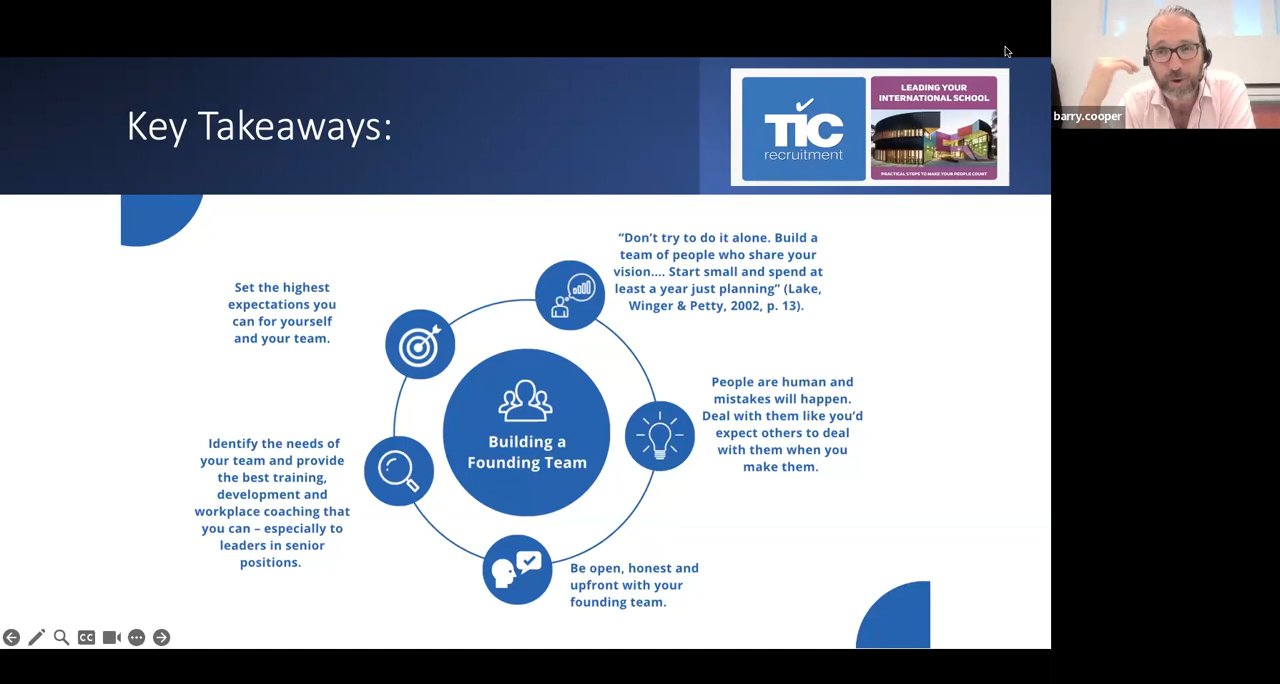 Key Takeaways:
TIC
recruitment
LEADING YOUR
INTERNATIONAL SCHOOL
PRACTICAL STEPS TO MAKE YOUR PEOPLE COUNT
barry.cooper
“Don’t try to do it alone. Build a
team of people who share your
vision…. Start small and spend at
least a year just planning” (Lake,
Winger & Petty, 2002, p. 13).
Set the highest
expectations you
can for yourself
and your team.
People are human and
mistakes will happen.
Deal with them like you’d
expect others to deal
with them when you
make them.
Building a
Founding Team
Identify the needs of
your team and provide
the best training,
development and
workplace coaching that
you can – especially to
leaders in senior
positions.
Be open, honest and
upfront with your
founding team.
CC